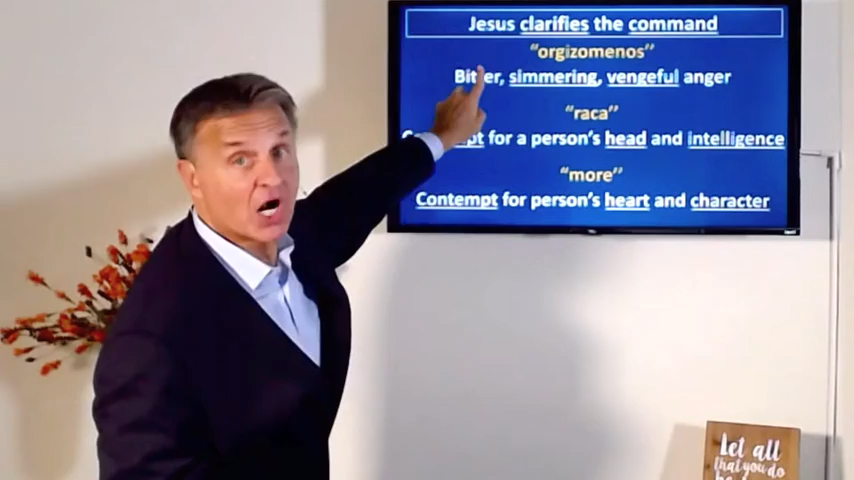 Jesus clarifies the command
"orgizomenos"
simmering, vengeful anger
"raca"
for a person's head and intelligence
"more"
Contempt for person's heart and character
Let all
that you do